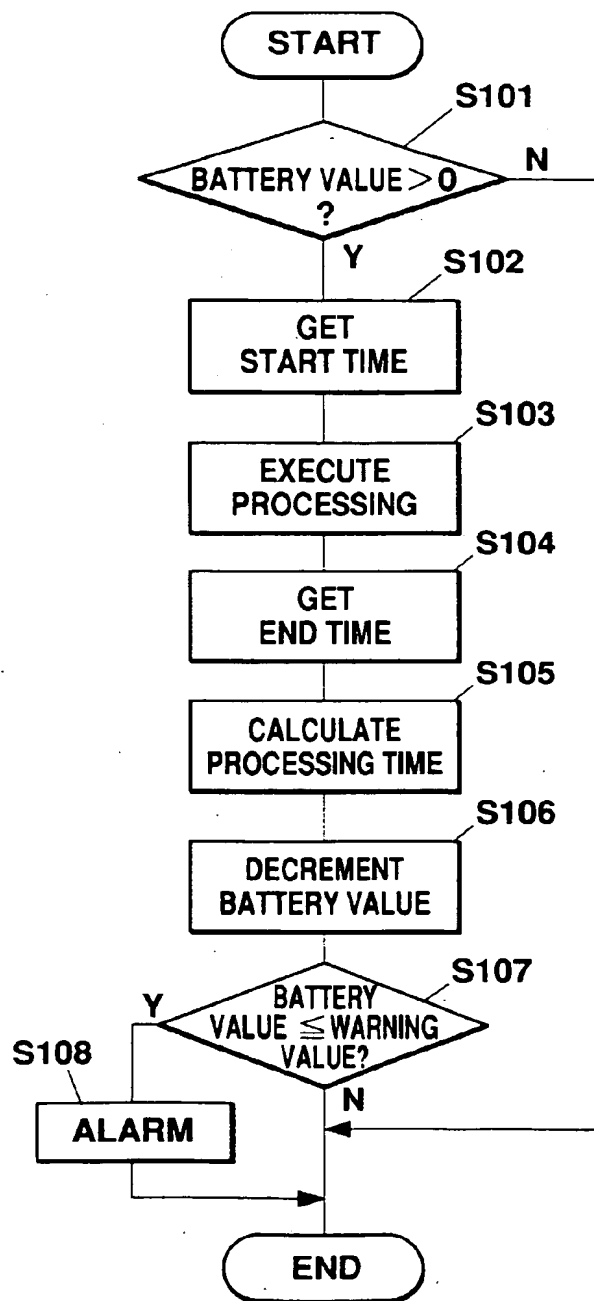 START
S101
BATTERY VALUE > 0
?
N
Y
S102
GET
START TIME
S103
EXECUTE
PROCESSING
S104
GET
END TIME
S105
CALCULATE
PROCESSING TIME
S106
DECREMENT
BATTERY VALUE
S107
Y
BATTERY
VALUE ≦ WARNING
VALUE?
S108
N
ALARM
END